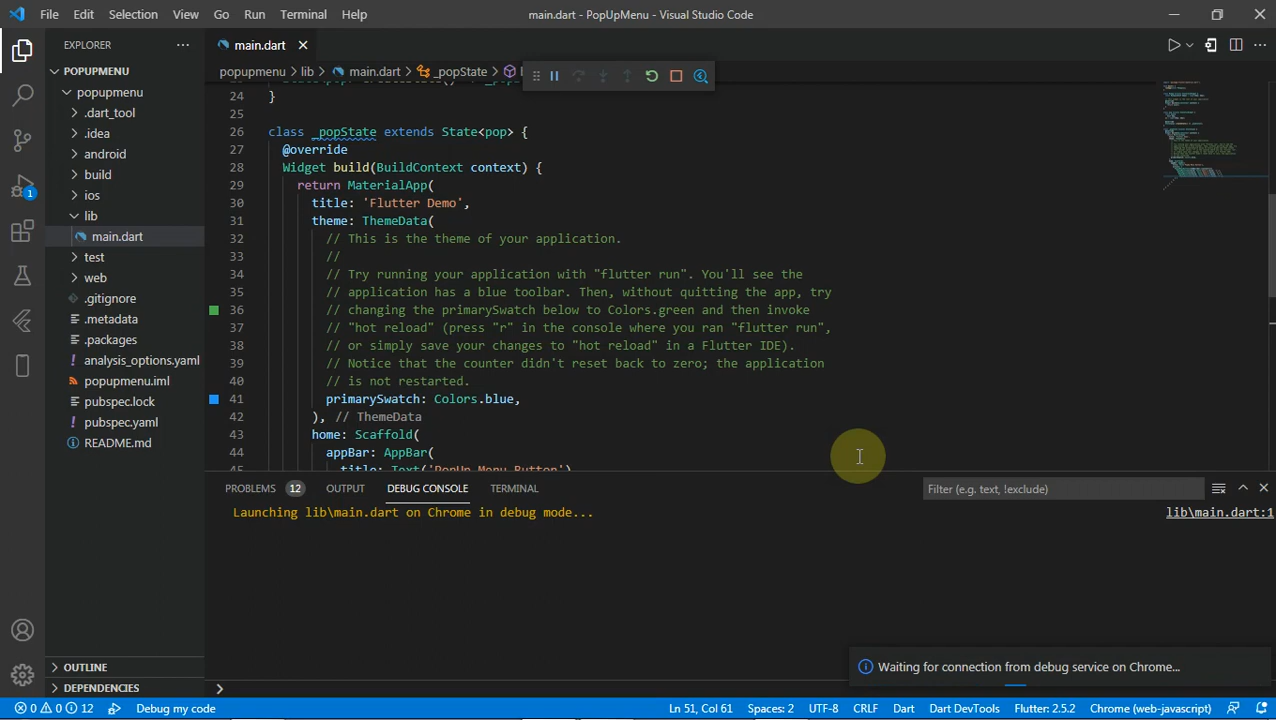 File Edit Selection View Go Run Terminal Help
main.dart - PopUpMenu - Visual Studio Code
EXPLORER
POPUPMENU
popupmenu
.dart_tool
.idea
android
build
ios
lib
main.dart
test
web
.gitignore
.metadata
.packages
analysis_options.yaml
popupmenu.iml
pubspec.lock
pubspec.yaml
README.md
OUTLINE
DEPENDENCIES
1
main.dart
popupmenu > lib > main.dart > _popState >
24 }
25
26 class _popState extends State<pop> {
27 @override
28 Widget build(BuildContext context) {
29 return MaterialApp(
30 title: 'Flutter Demo',
31 theme: ThemeData(
32 // This is the theme of your application.
33 //
34 // Try running your application with "flutter run". You'll see the
35 // application has a blue toolbar. Then, without quitting the app, try
36 // changing the primarySwatch below to Colors.green and then invoke
37 // "hot reload" (press "r" in the console where you ran "flutter run",
38 // or simply save your changes to "hot reload" in a Flutter IDE).
39 // Notice that the counter didn't reset back to zero; the application
40 // is not restarted.
41 primarySwatch: Colors.blue,
42 ), // ThemeData
43 home: Scaffold(
44 appBar: AppBar(
45 title: Text('PopUp Menu Button')
PROBLEMS 12 OUTPUT DEBUG CONSOLE TERMINAL
Filter (e.g. text, !exclude)
Launching lib\main.dart on Chrome in debug mode...
lib\main.dart:1
Waiting for connection from debug service on Chrome...
0 0 12 Debug my code
Ln 51, Col 61 Spaces: 2 UTF-8 CRLF Dart Dart DevTools Flutter: 2.5.2 Chrome (web-javascript)